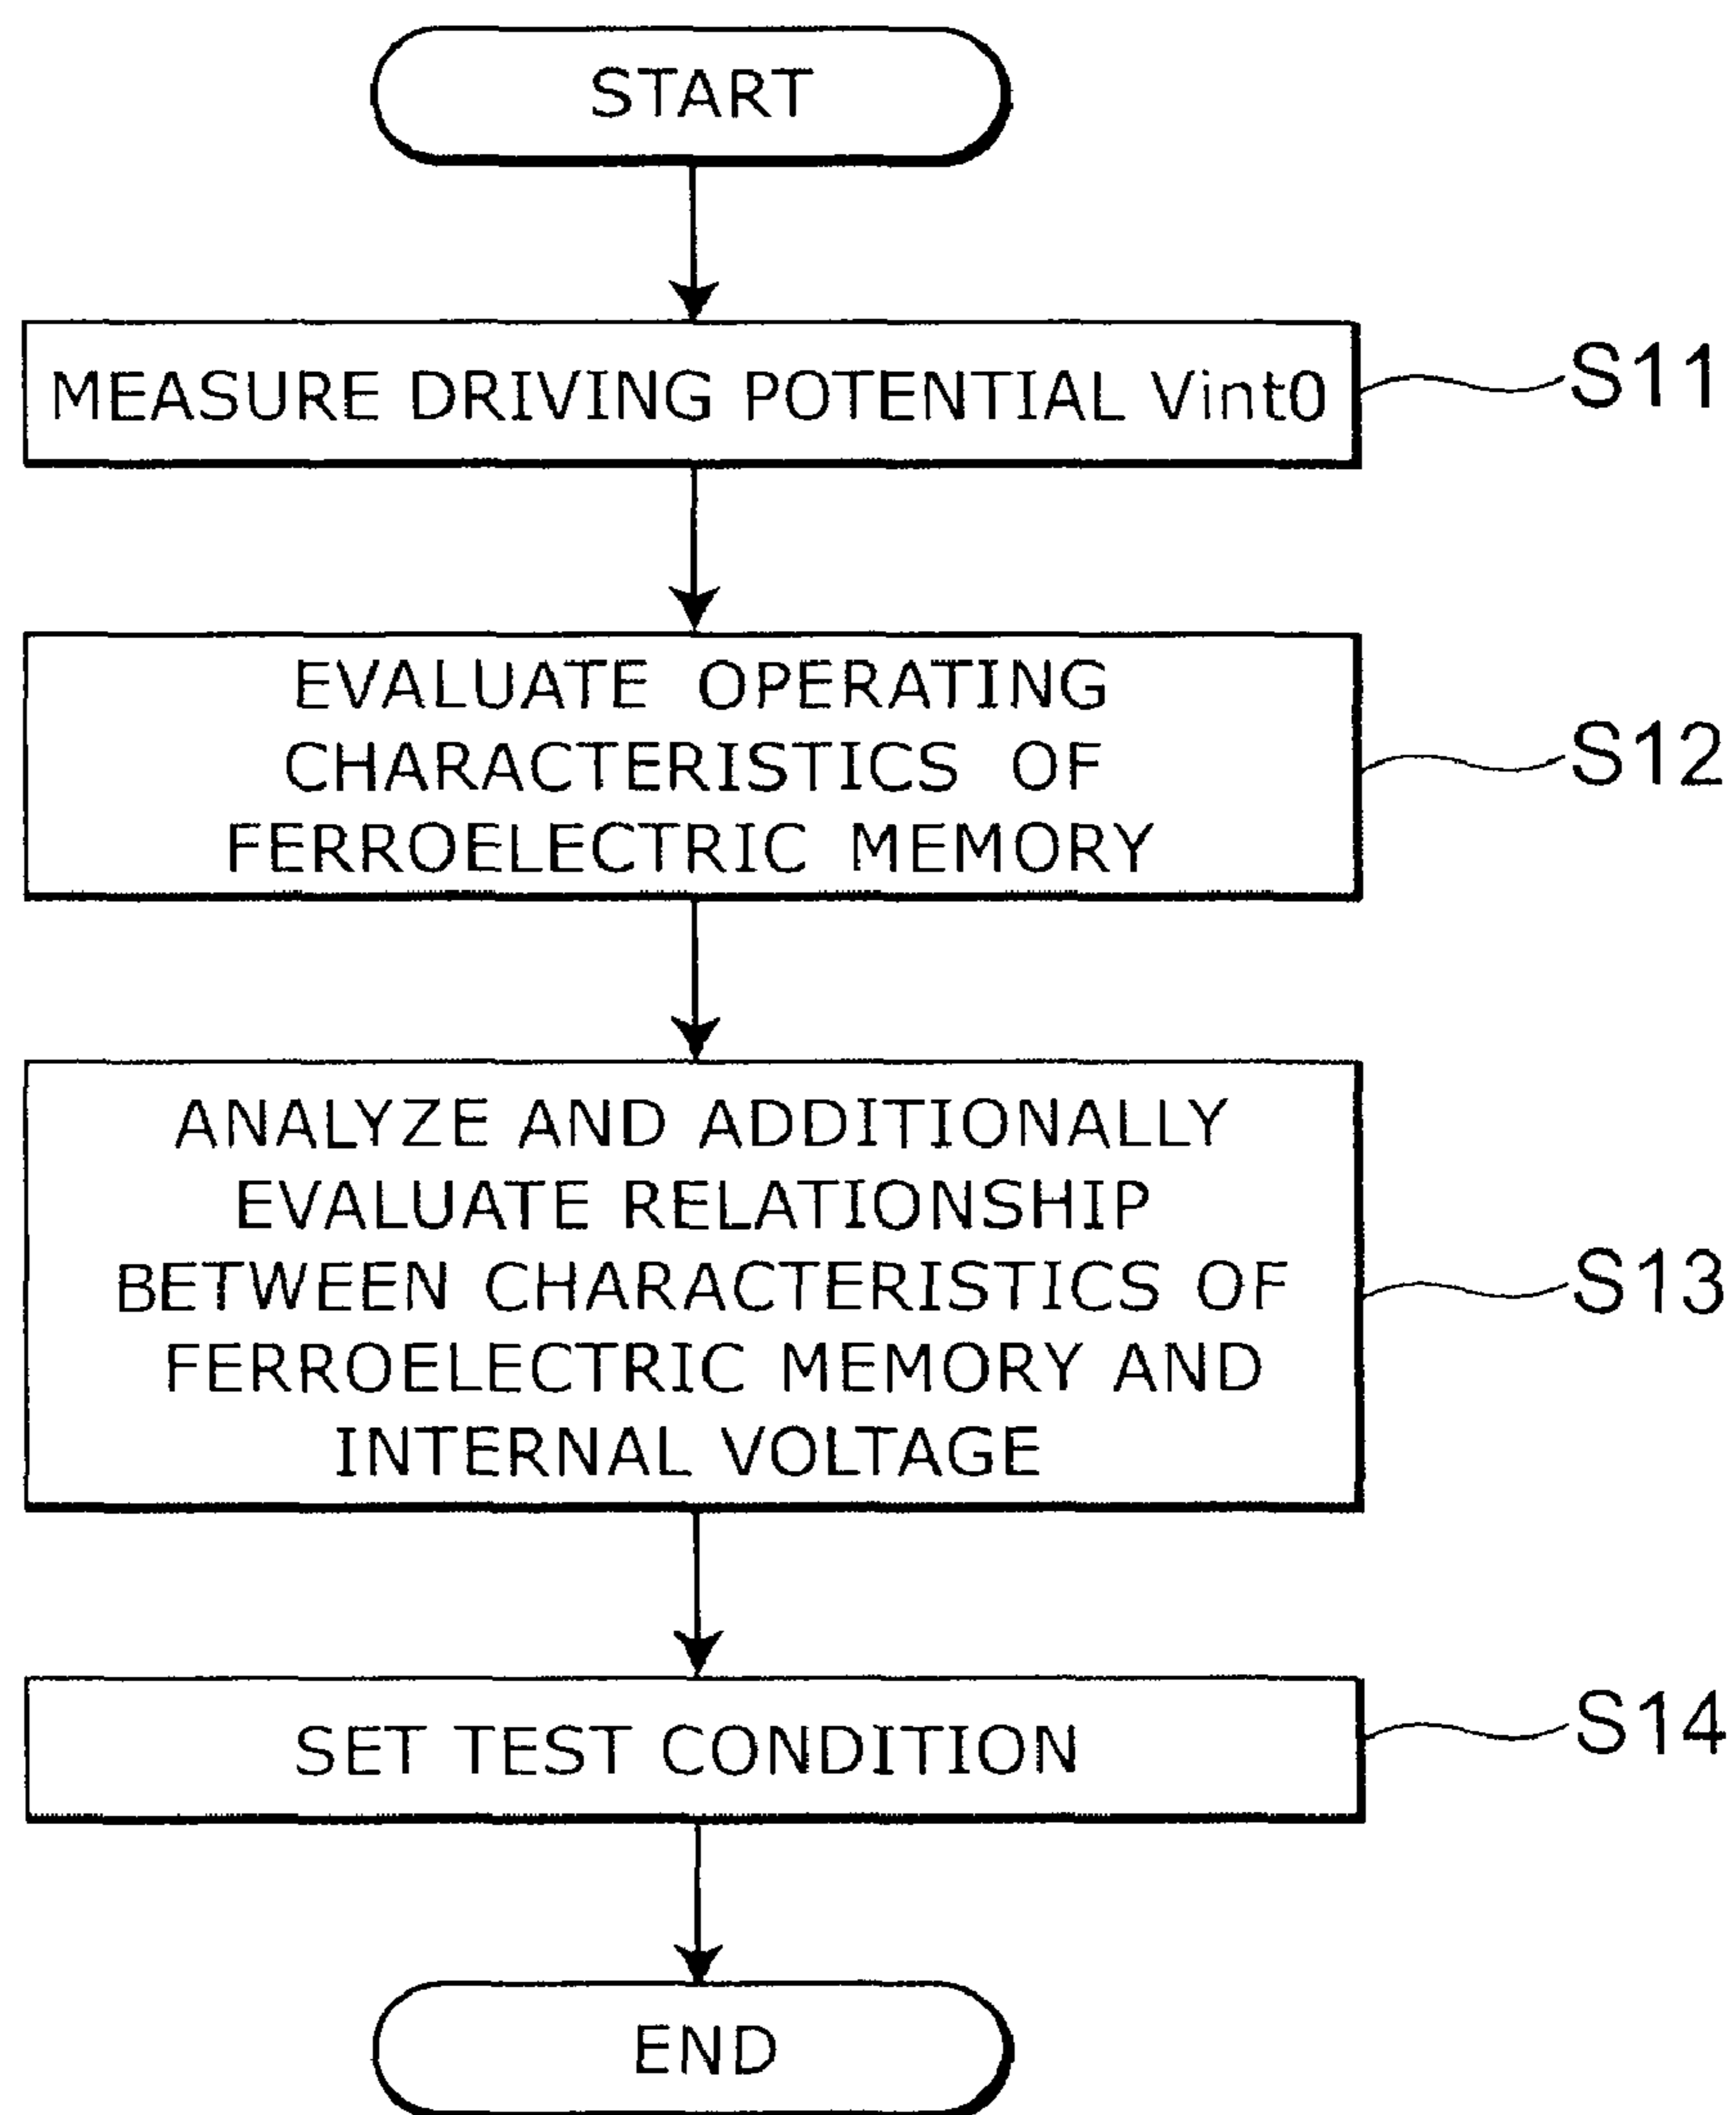 START
MEASURE DRIVING POTENTIAL Vint0
S11
EVALUATE OPERATING
CHARACTERISTICS OF
FERROELECTRIC MEMORY
S12
ANALYZE AND ADDITIONALLY
EVALUATE RELATIONSHIP
BETWEEN CHARACTERISTICS OF
FERROELECTRIC MEMORY AND
INTERNAL VOLTAGE
S13
SET TEST CONDITION
S14
END